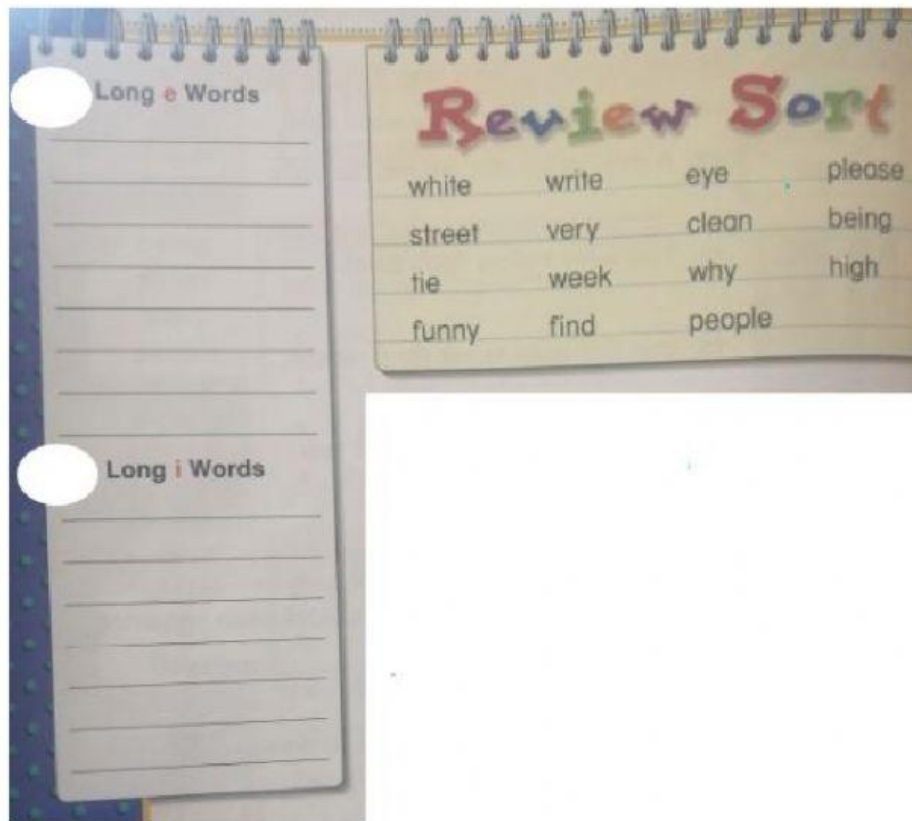 Long e Words
Long i Words
Review Sort
white write eye please
street very clean being
tie week why high
funny find people